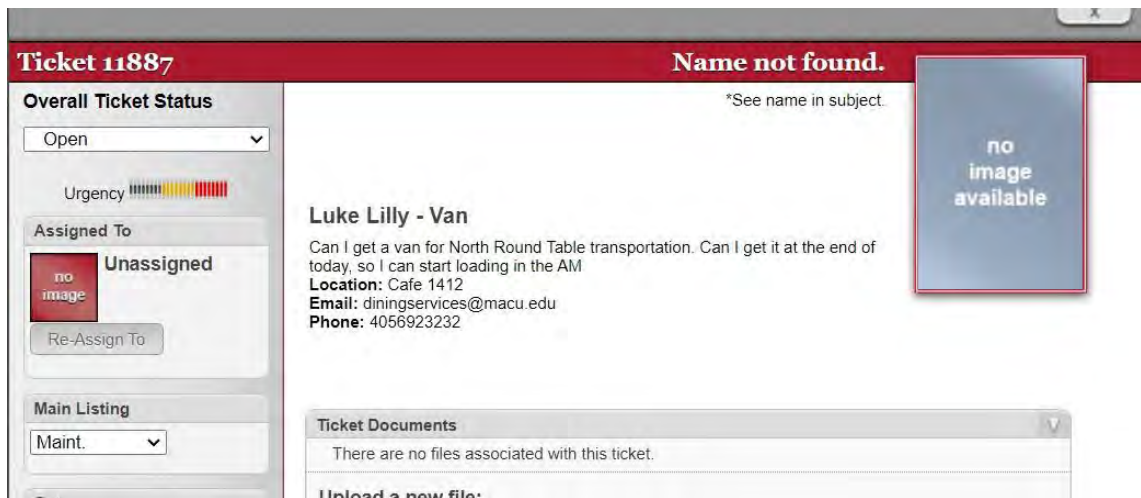 x
Ticket 11887
Name not found.
Overall Ticket Status
*See name in subject.
Open
no
image
available
Urgency
Luke Lilly - Van
Assigned To
Can I get a van for North Round Table transportation. Can I get it at the end of
today, so I can start loading in the AM
Unassigned
no
image
Location: Cafe 1412
Email: diningservices@macu.edu
Phone: 4056923232
Re-Assign To
Main Listing
Maint.
Ticket Documents
There are no files associated with this ticket.
Upload a new file: